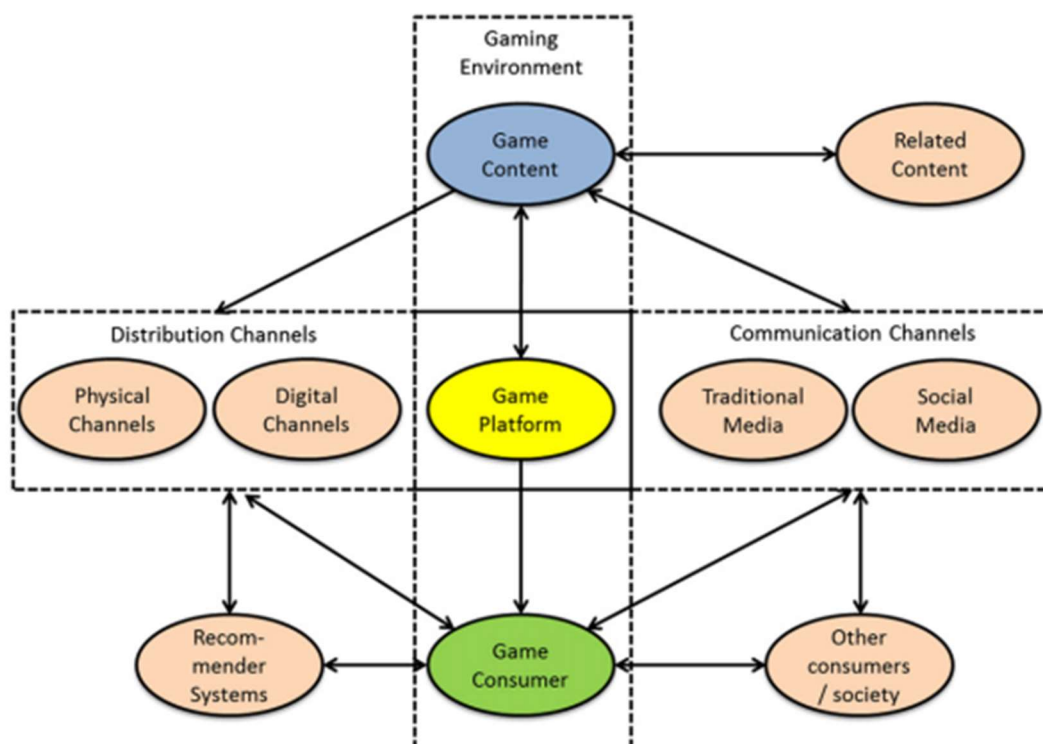 Gaming
Environment
Game
Content
Related
Content
Distribution Channels
Physical
Channels
Digital
Channels
Game
Platform
Communication Channels
Traditional
Media
Social
Media
Recom-
mender
Systems
Game
Consumer
Other
consumers
/ society